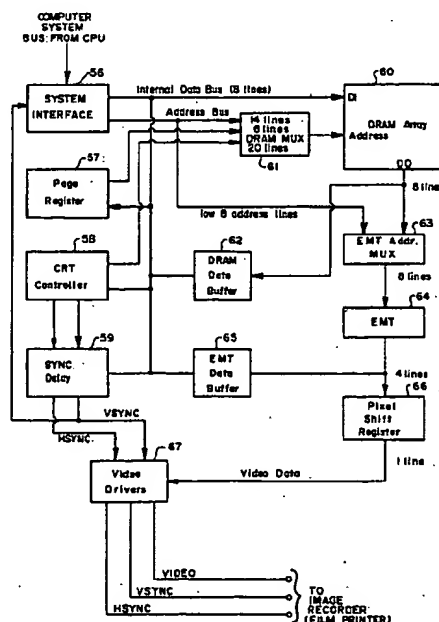 COMPUTER
SYSTEM
BUS: FROM CPU
56
SYSTEM
INTERFACE
Internal Data Bus (8 lines)
Address Bus
60
DI
DRAM Array
Address
DO
14 lines
6 lines
DRAM MUX
20 lines
61
57
Page
Register
8 lines
low 8 address lines
63
EMT Addr.
MUX
58
CRT
Controller
62
DRAM
Data
Buffer
8 lines
64
EMT
59
SYNC
Delay
65
EMT
Data
Buffer
4 lines
66
Pixel
Shift
Register
VSYNC
HSYNC
67
Video
Drivers
Video Data
1 line
VIDEO
VSYNC
HSYNC
TO
IMAGE
RECORDER
(FILM PRINTER)